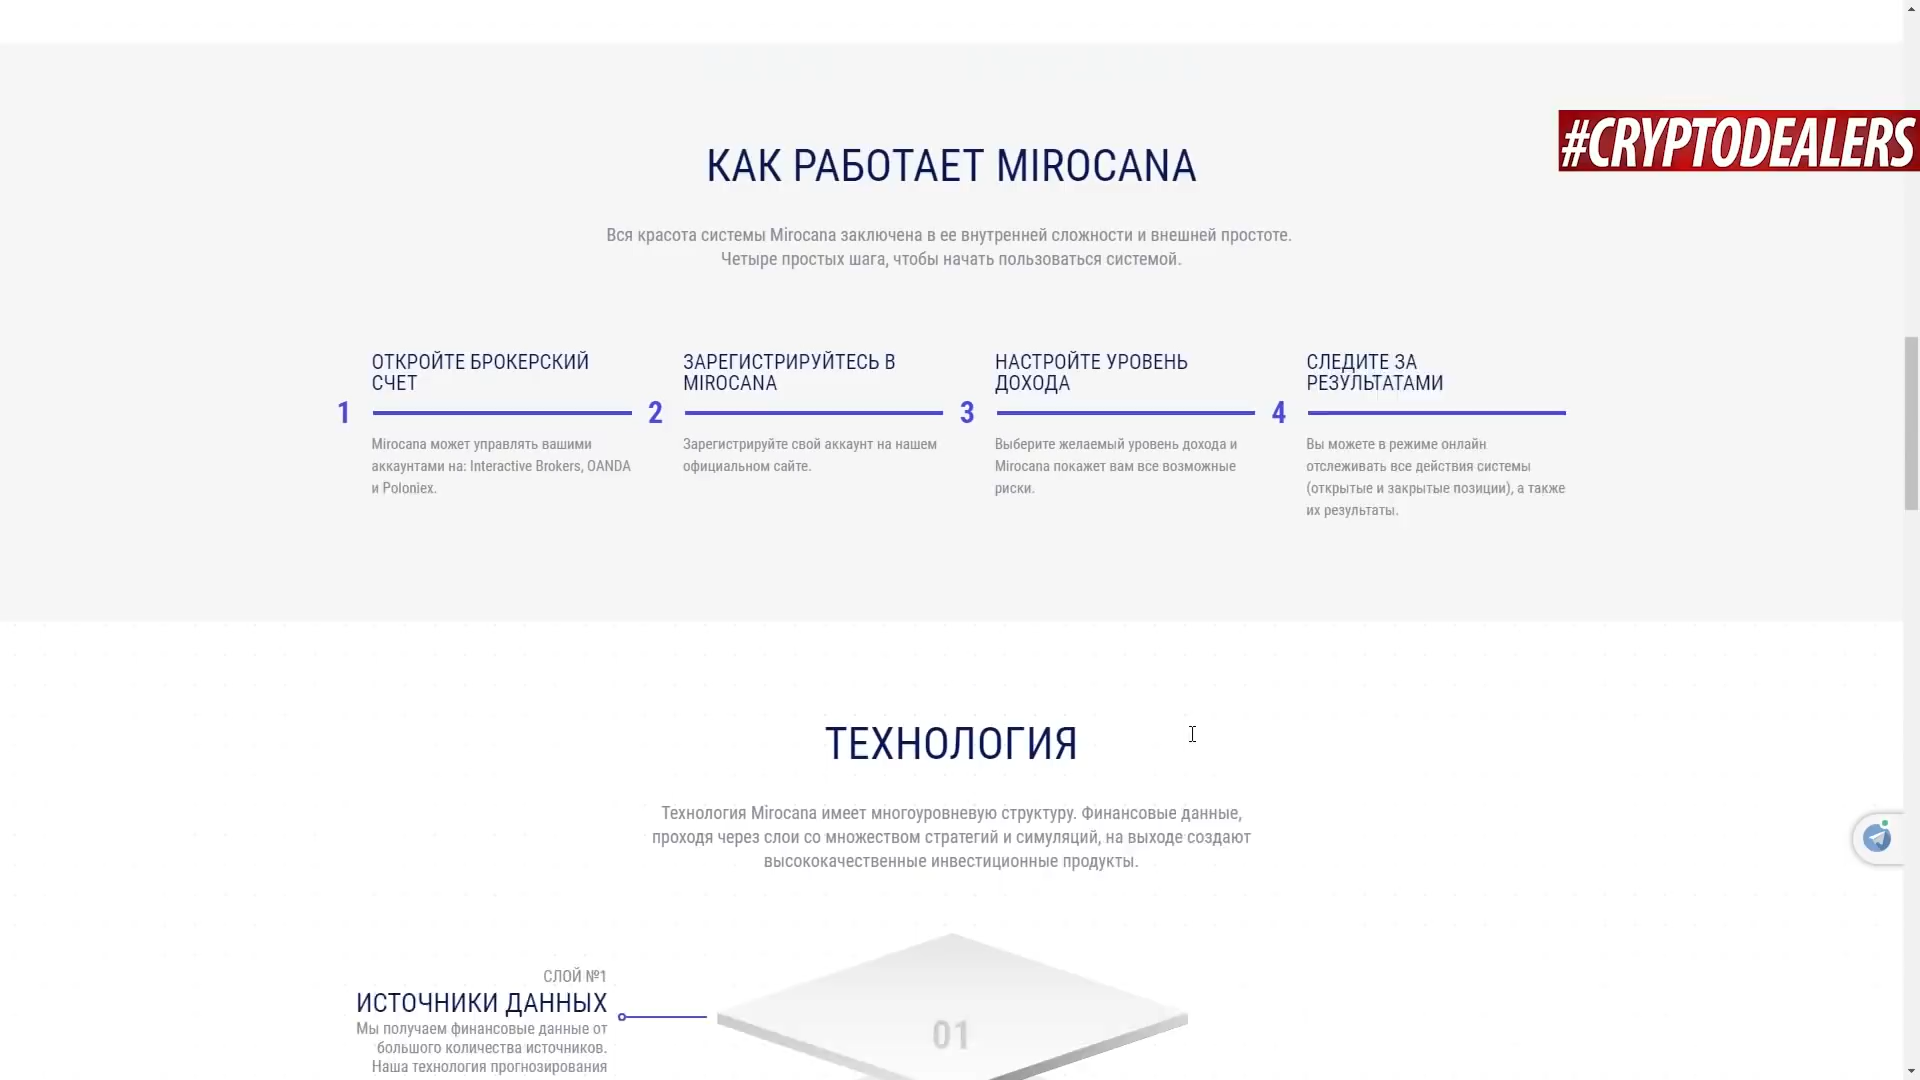 #CRYPTODEALERS
КАК РАБОТАЕТ MIROCANA
Вся красота системы Mirocana заключена в ее внутренней сложности и внешней простоте.
Четыре простых шага, чтобы начать пользоваться системой.
1
ОТКРОЙТЕ БРОКЕРСКИЙ
СЧЕТ
Mirocana может управлять вашими
аккаунтами на: Interactive Brokers, OANDA
и Poloniex.
2
ЗАРЕГИСТРИРУЙТЕСЬ В
MIROCANA
Зарегистрируйте свой аккаунт на нашем
официальном сайте.
3
НАСТРОЙТЕ УРОВЕНЬ
ДОХОДА
Выберите желаемый уровень дохода и
Mirocana покажет вам все возможные
риски.
4
СЛЕДИТЕ ЗА
РЕЗУЛЬТАТАМИ
Вы можете в режиме онлайн
отслеживать все действия системы
(открытые и закрытые позиции), а также
их результаты.
ТЕХНОЛОГИЯ
Технология Mirocana имеет многоуровневую структуру. Финансовые данные,
проходя через слои со множеством стратегий и симуляций, на выходе создают
высококачественные инвестиционные продукты.
СЛОЙ №1
ИСТОЧНИКИ ДАННЫХ
Мы получаем финансовые данные от
большого количества источников.
Наша технология прогнозирования
01